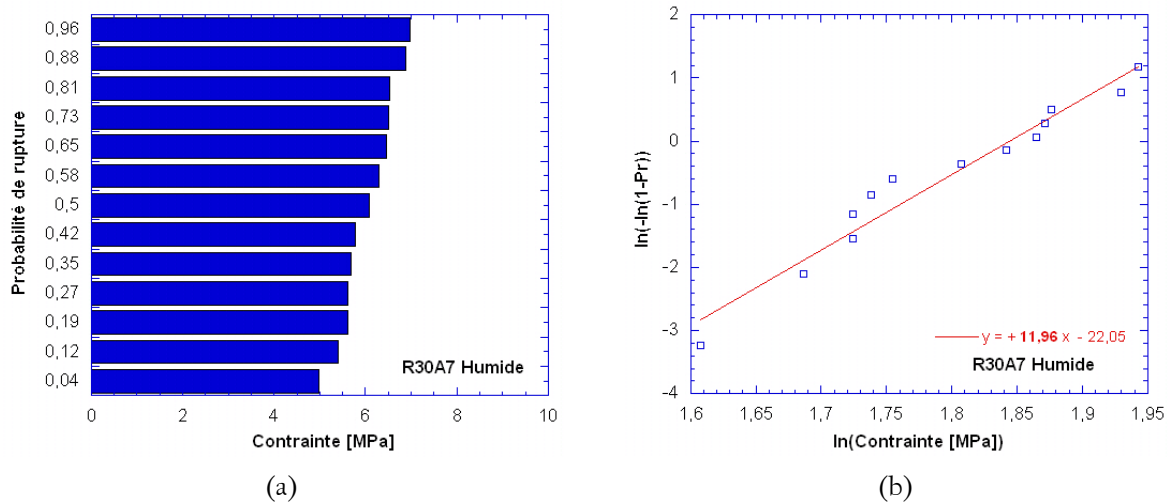 Probabilité de rupture
0,96
0,88
0,81
0,73
0,65
0,58
0,5
0,42
0,35
0,27
0,19
0,12
0,04
R30A7 Humide
0 2 4 6 8 10
Contrainte [MPa]
(a)
ln(-ln(1-Pr))
2
1
0
-1
-2
-3
-4
y = + 11,96 x - 22,05
R30A7 Humide
1,6 1,65 1,7 1,75 1,8 1,85 1,9 1,95
ln(Contrainte [MPa])
(b)